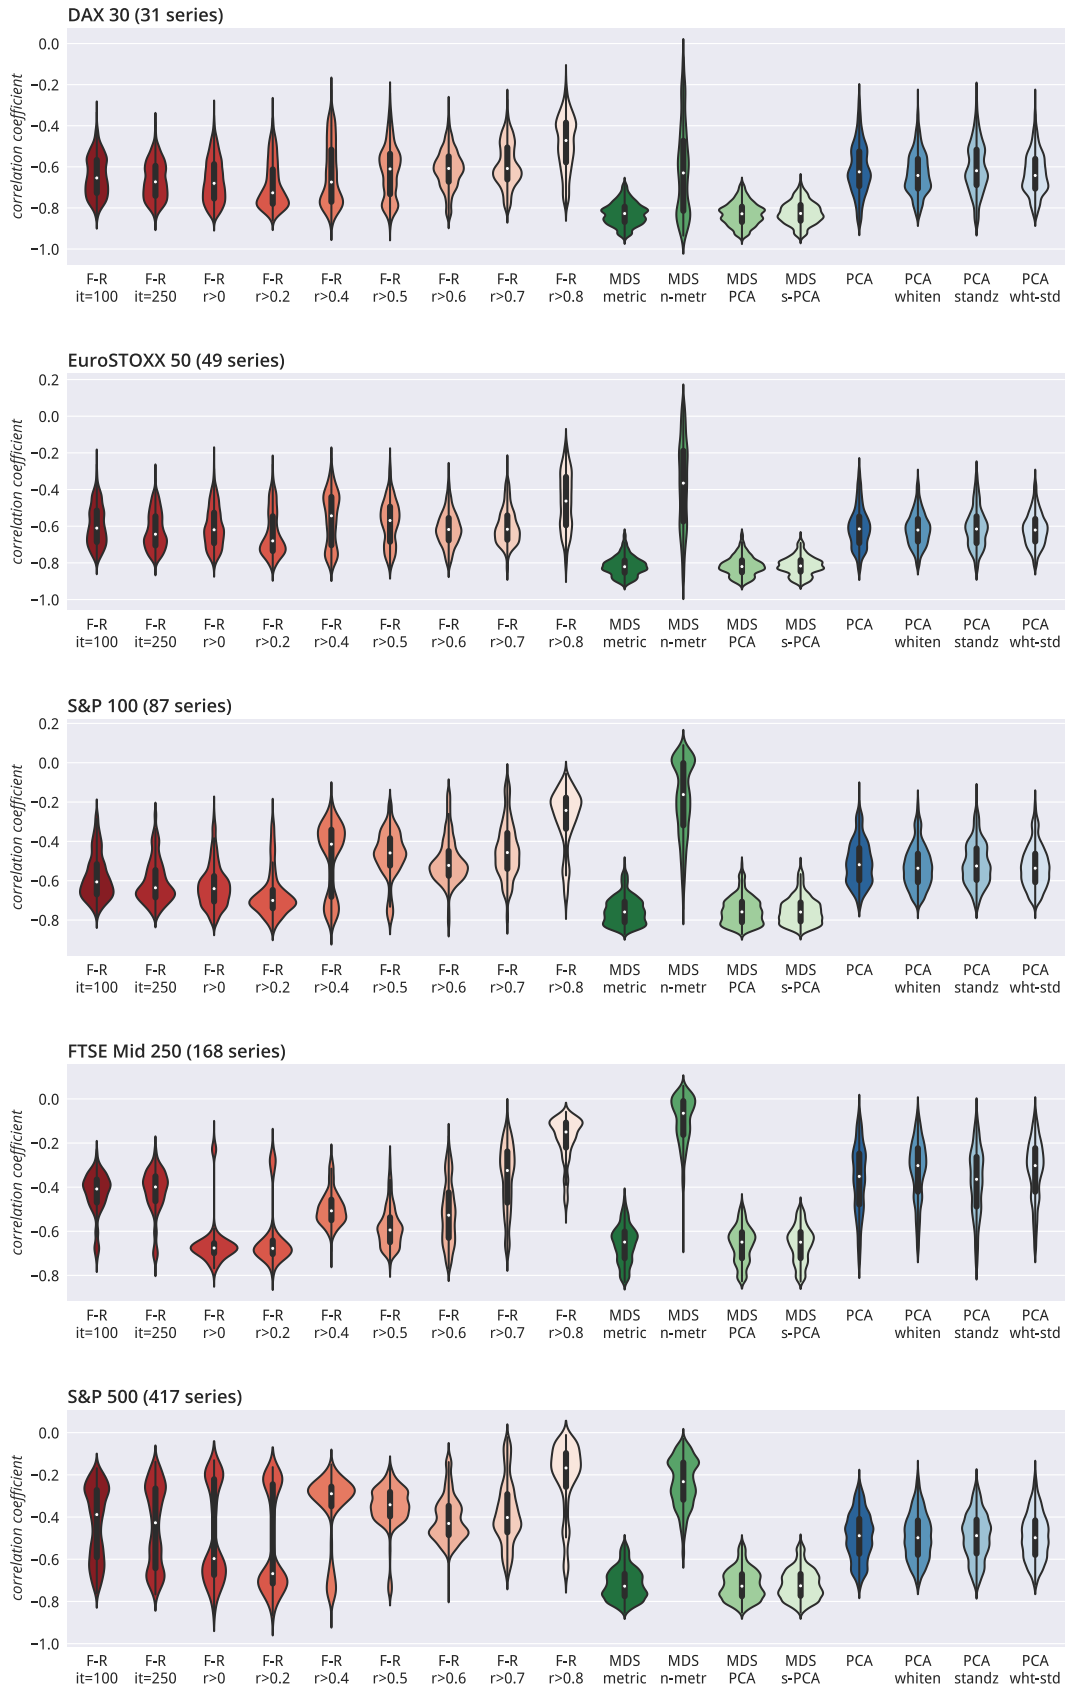 DAX 30 (31 series)
correlation coefficient
0.0
−0.2
−0.4
−0.6
−0.8
−1.0
F-R F-R F-R F-R F-R F-R F-R F-R F-R MDS MDS MDS MDS PCA PCA PCA PCA
it=100 it=250 r>0 r>0.2 r>0.4 r>0.5 r>0.6 r>0.7 r>0.8 metric n-metr PCA s-PCA whiten standz wht-std
EuroSTOXX 50 (49 series)
correlation coefficient
0.2
0.0
−0.2
−0.4
−0.6
−0.8
−1.0
F-R F-R F-R F-R F-R F-R F-R F-R F-R MDS MDS MDS MDS PCA PCA PCA PCA
it=100 it=250 r>0 r>0.2 r>0.4 r>0.5 r>0.6 r>0.7 r>0.8 metric n-metr PCA s-PCA whiten standz wht-std
S&P 100 (87 series)
correlation coefficient
0.2
0.0
−0.2
−0.4
−0.6
−0.8
F-R F-R F-R F-R F-R F-R F-R F-R F-R MDS MDS MDS MDS PCA PCA PCA PCA
it=100 it=250 r>0 r>0.2 r>0.4 r>0.5 r>0.6 r>0.7 r>0.8 metric n-metr PCA s-PCA whiten standz wht-std
FTSE Mid 250 (168 series)
correlation coefficient
0.0
−0.2
−0.4
−0.6
−0.8
F-R F-R F-R F-R F-R F-R F-R F-R F-R MDS MDS MDS MDS PCA PCA PCA PCA
it=100 it=250 r>0 r>0.2 r>0.4 r>0.5 r>0.6 r>0.7 r>0.8 metric n-metr PCA s-PCA whiten standz wht-std
S&P 500 (417 series)
correlation coefficient
0.0
−0.2
−0.4
−0.6
−0.8
−1.0
F-R F-R F-R F-R F-R F-R F-R F-R F-R MDS MDS MDS MDS PCA PCA PCA PCA
it=100 it=250 r>0 r>0.2 r>0.4 r>0.5 r>0.6 r>0.7 r>0.8 metric n-metr PCA s-PCA whiten standz wht-std